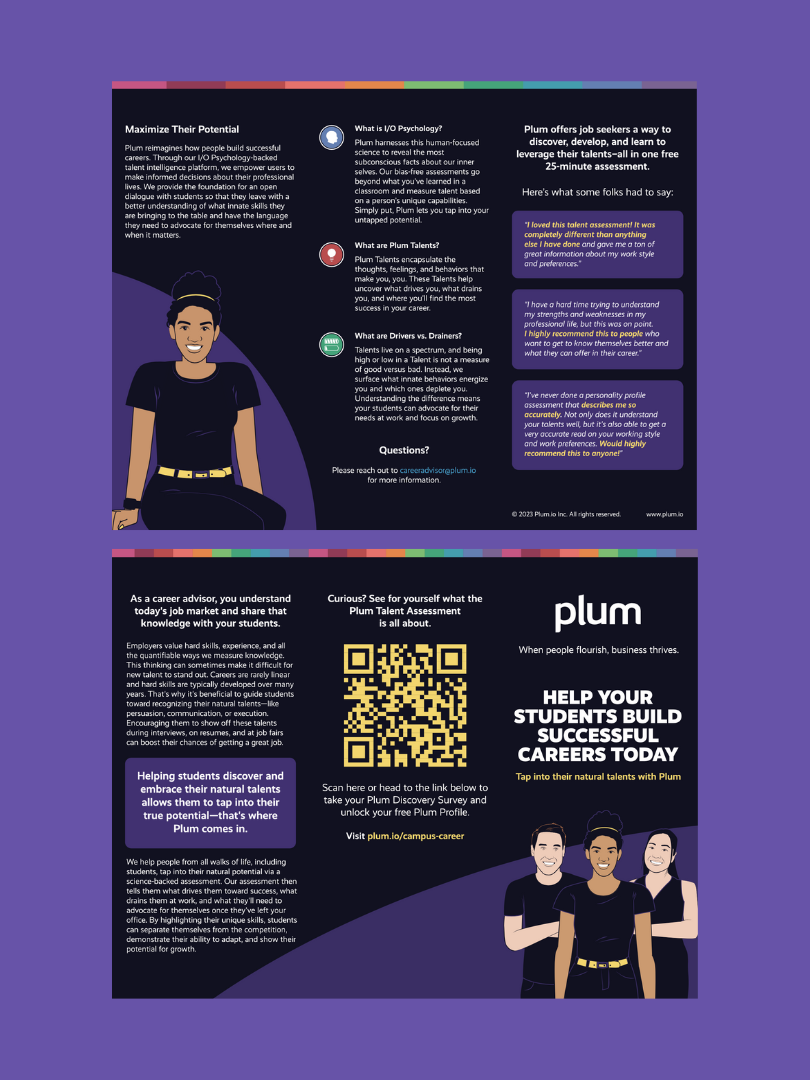 Maximize Their Potential
Plum reimagines how people build successful
careers. Through our I/O Psychology-backed
talent intelligence platform, we empower users to
make informed decisions about their professional
lives. We provide the foundation for an open
dialogue with students so that they leave with a
better understanding of what innate skills they
are bringing to the table and have the language
they need to advocate for themselves where and
when it matters.
What is I/O Psychology?
Plum harnesses this human-focused
science to reveal the most
subconscious facts about our inner
selves. Our bias-free assessments go
beyond what you've learned in a
classroom and measure talent based
on a person's unique capabilities.
Simply put, Plum lets you tap into your
untapped potential.
What are Plum Talents?
Plum Talents encapsulate the
thoughts, feelings, and behaviors that
make you, you. These Talents help
uncover what drives you, what drains
you, and where you'll find the most
success in your career.
What are Drivers vs. Drainers?
Talents live on a spectrum, and being
high or low in a Talent is not a measure
of good versus bad. Instead, we
surface what innate behaviors energize
you and which ones deplete you.
Understanding the difference means
your students can advocate for their
needs at work and focus on growth.
Questions?
Please reach out to careeradvisor@plum.io
for more information.
Plum offers job seekers a way to
discover, develop, and learn to
leverage their talents–all in one free
25-minute assessment.
Here's what some folks had to say:
"I loved this talent assessment! It was
completely different than anything
else I have done and gave me a ton of
great information about my work style
and preferences."
"I have a hard time trying to understand
my strengths and weaknesses in my
professional life, but this was on point.
I highly recommend this to people who
want to get to know themselves better and
what they can offer in their career."
"I've never done a personality profile
assessment that describes me so
accurately. Not only does it understand
your talents well, but it's also able to get a
very accurate read on your working style
and work preferences. Would highly
recommend this to anyone!"
© 2023 Plum.io Inc. All rights reserved.
www.plum.io
As a career advisor, you understand
today's job market and share that
knowledge with your students.
Employers value hard skills, experience, and all
the quantifiable ways we measure knowledge.
This thinking can sometimes make it difficult for
new talent to stand out. Careers are rarely linear
and hard skills are typically developed over many
years. That's why it's beneficial to guide students
toward recognizing their natural talents—like
persuasion, communication, or execution.
Encouraging them to show off these talents
during interviews, on resumes, and at job fairs
can boost their chances of getting a great job.
Helping students discover and
embrace their natural talents
allows them to tap into their
true potential—that's where
Plum comes in.
We help people from all walks of life, including
students, tap into their natural potential via a
science-backed assessment. Our assessment then
tells them what drives them toward success, what
drains them at work, and what they'll need to
advocate for themselves once they've left your
office. By highlighting their unique skills, students
can separate themselves from the competition,
demonstrate their ability to adapt, and show their
potential for growth.
Curious? See for yourself what the
Plum Talent Assessment
is all about.
Scan here or head to the link below to
take your Plum Discovery Survey and
unlock your free Plum Profile.
Visit plum.io/campus-career
plum
When people flourish, business thrives.
HELP YOUR
STUDENTS BUILD
SUCCESSFUL
CAREERS TODAY
Tap into their natural talents with Plum